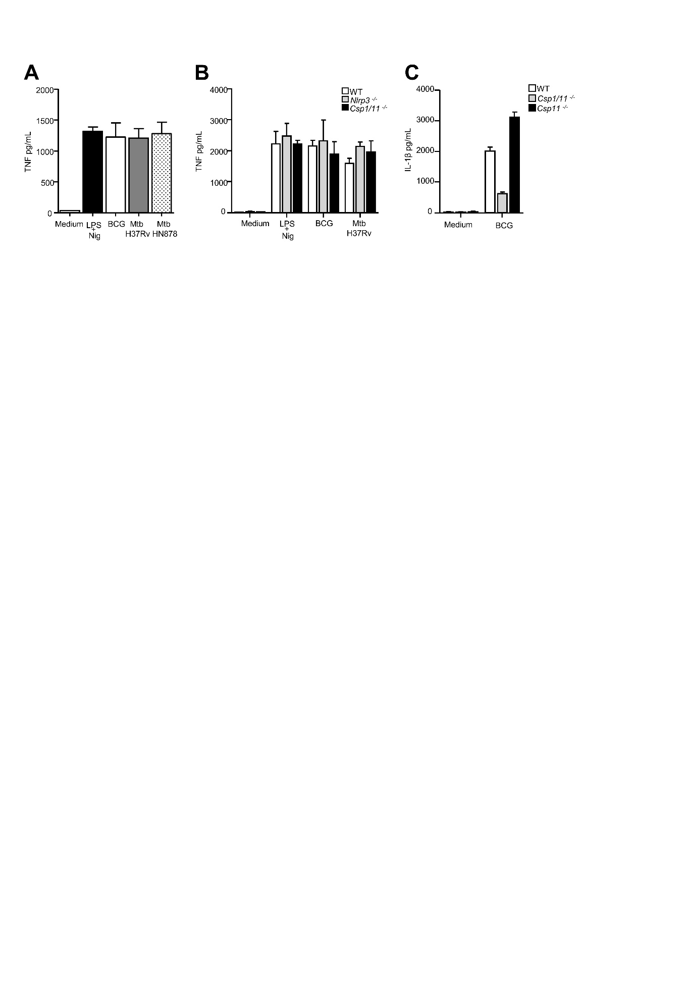 A
2000
1500
1000
500
0
TNF pg/mL
Medium LPS + Nig BCG Mtb H37Rv Mtb HN878
B
4000
3000
2000
1000
0
TNF pg/mL
WT
Nlrp3 -/-
Csp1/11 -/-
Medium LPS + Nig BCG Mtb H37Rv
C
4000
3000
2000
1000
0
IL-1β pg/mL
WT
Csp1/11 -/-
Csp11 -/-
Medium BCG